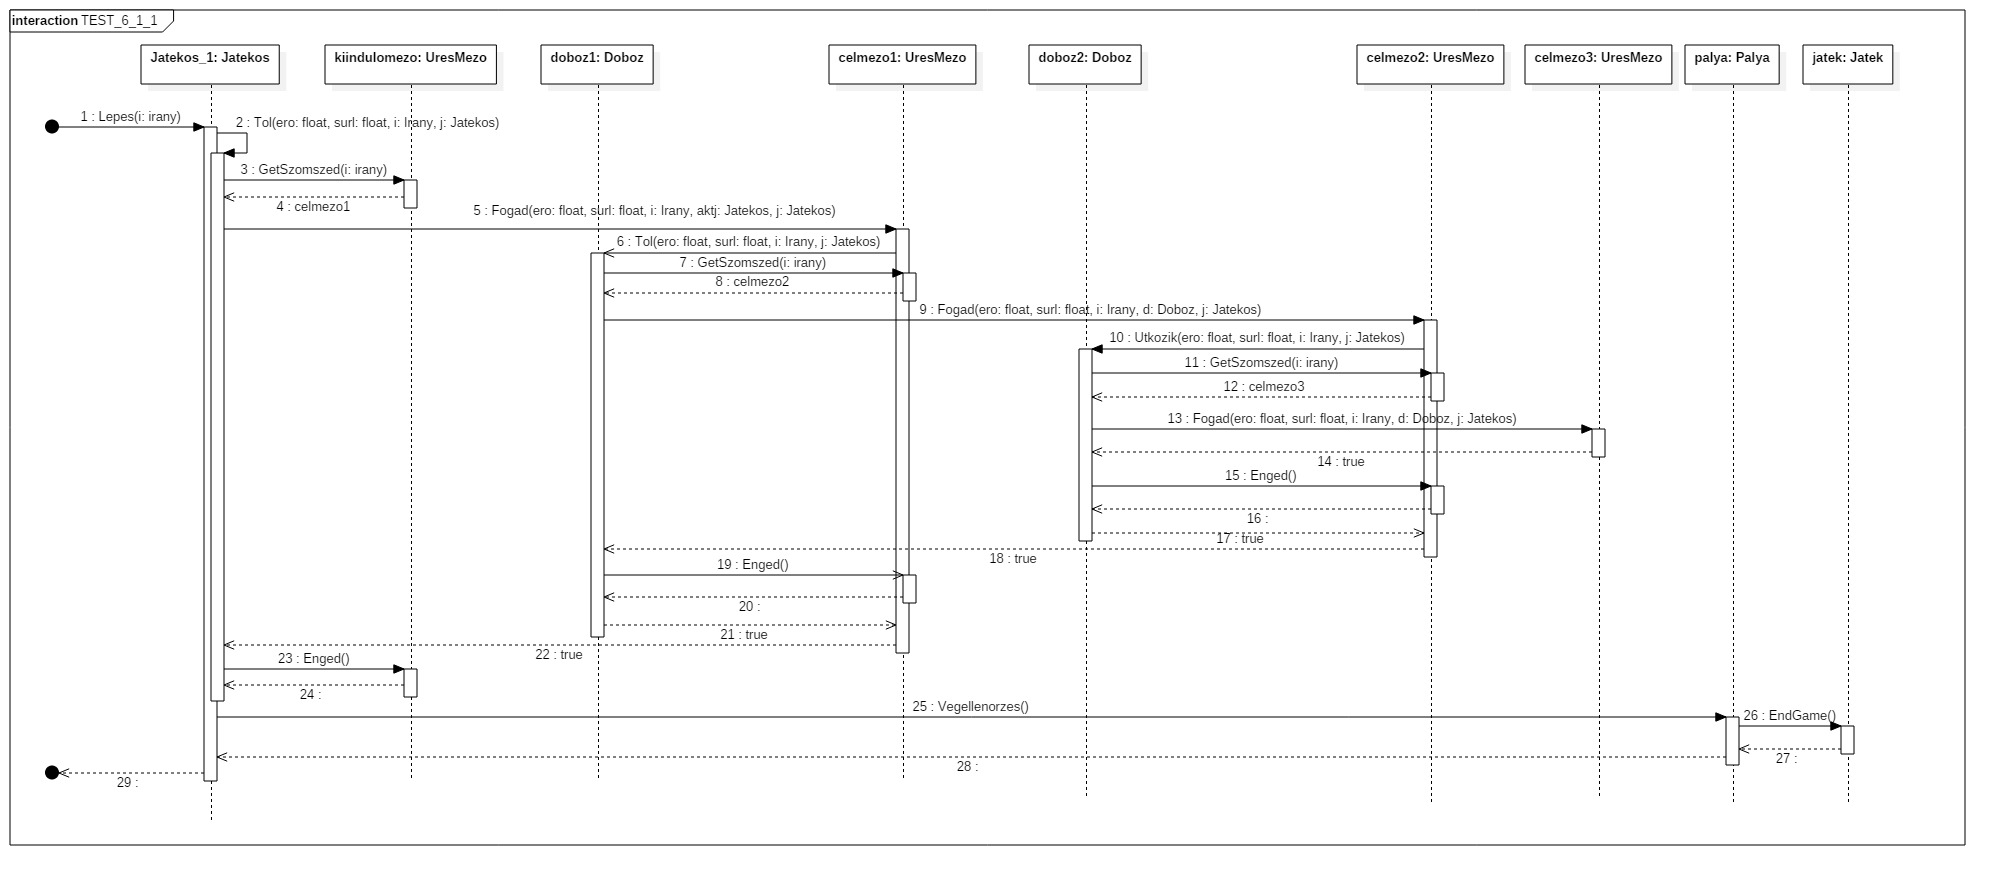 interaction TEST_6_1_1
Jatekos_1: Jatekos
kiindulomezo: UresMezo
doboz1: Doboz
celmezo1: UresMezo
doboz2: Doboz
celmezo2: UresMezo
celmezo3: UresMezo
palya: Palya
jatek: Jatek
1 : Lepes(i: irany)
2 : Tol(ero: float, surl: float, i: Irany, j: Jatekos)
3 : GetSzomszed(i: irany)
4 : celmezo1
5 : Fogad(ero: float, surl: float, i: Irany, aktj: Jatekos, j: Jatekos)
6 : Tol(ero: float, surl: float, i: Irany, j: Jatekos)
7 : GetSzomszed(i: irany)
8 : celmezo2
9 : Fogad(ero: float, surl: float, i: Irany, d: Doboz, j: Jatekos)
10 : Utkozik(ero: float, surl: float, i: Irany, j: Jatekos)
11 : GetSzomszed(i: irany)
12 : celmezo3
13 : Fogad(ero: float, surl: float, i: Irany, d: Doboz, j: Jatekos)
14 : true
15 : Enged()
16 :
17 : true
18 : true
19 : Enged()
20 :
21 : true
22 : true
23 : Enged()
24 :
25 : Vegellenorzes()
26 : EndGame()
27 :
28 :
29 :